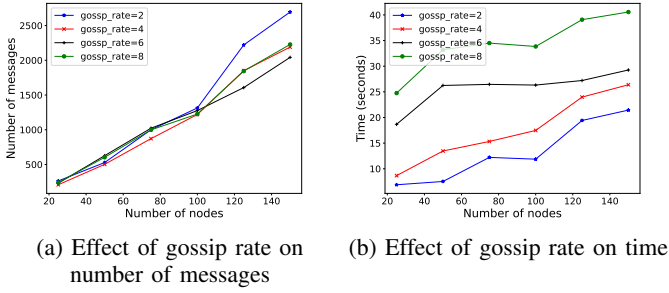 gossp_rate=2
gossp_rate=4
gossp_rate=6
gossp_rate=8
Number of messages
2500
2000
1500
1000
500
20 40 60 80 100 120 140
Number of nodes
(a) Effect of gossip rate on
number of messages
gossp_rate=2
gossp_rate=4
gossp_rate=6
gossp_rate=8
Time (seconds)
40
35
30
25
20
15
10
20 40 60 80 100 120 140
Number of nodes
(b) Effect of gossip rate on time